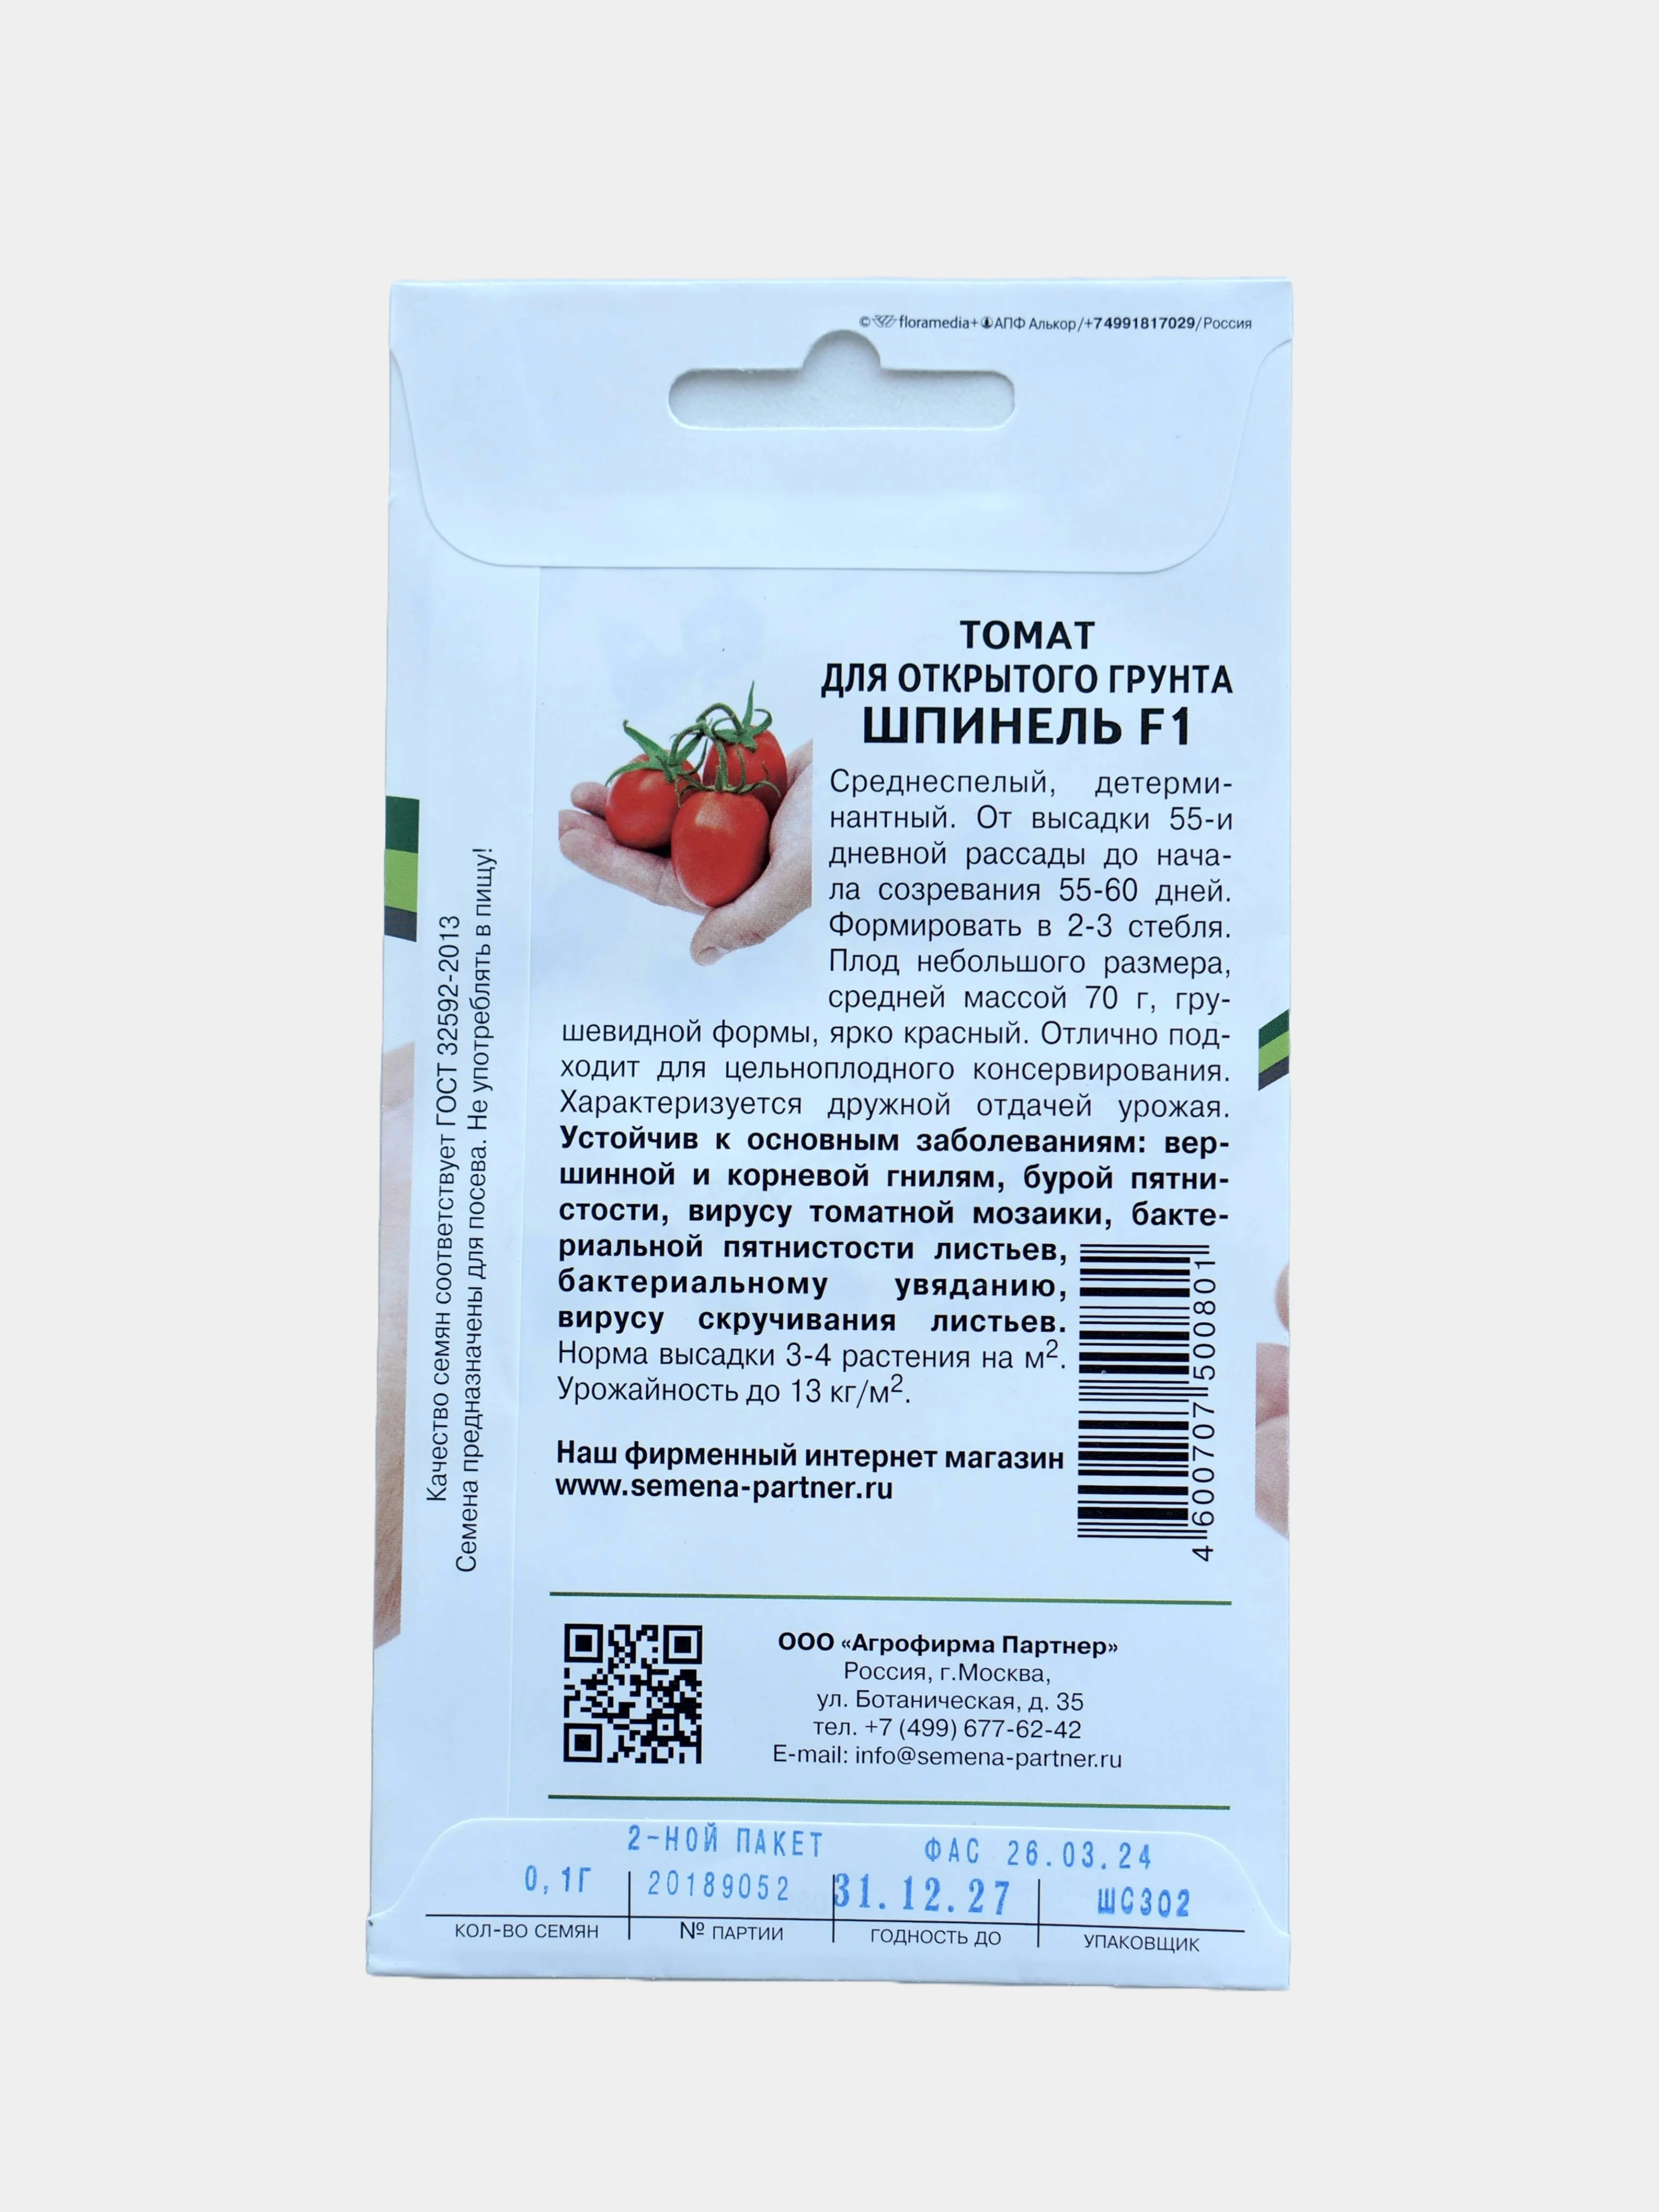 © floramedia+ АПФ Алькор/+74991817029/Россия
ТОМАТ
ДЛЯ ОТКРЫТОГО ГРУНТА
ШПИНЕЛЬ F1
Среднеспелый, детерми-
нантный. От высадки 55-и
дневной рассады до нача-
ла созревания 55-60 дней.
Формировать в 2-3 стебля.
Плод небольшого размера,
средней массой 70 г, гру-
шевидной формы, ярко красный. Отлично под-
ходит для цельноплодного консервирования.
Характеризуется дружной отдачей урожая.
Устойчив к основным заболеваниям: вер-
шинной и корневой гнилям, бурой пятни-
стости, вирусу томатной мозаики, бакте-
риальной пятнистости листьев,
бактериальному увяданию,
вирусу скручивания листьев.
Норма высадки 3-4 растения на м².
Урожайность до 13 кг/м².
4 600707 500801
Наш фирменный интернет магазин
www.semena-partner.ru
Качество семян соответствует ГОСТ 32592-2013
Семена предназначены для посева. Не употреблять в пищу!
ООО «Агрофирма Партнер»
Россия, г.Москва,
ул. Ботаническая, д. 35
тел. +7 (499) 677-62-42
E-mail: info@semena-partner.ru
2-НОЙ ПАКЕТ ФАС 26.03.24
0,1Г 20189052 31.12.27 ШС302
КОЛ-ВО СЕМЯН № ПАРТИИ ГОДНОСТЬ ДО УПАКОВЩИК